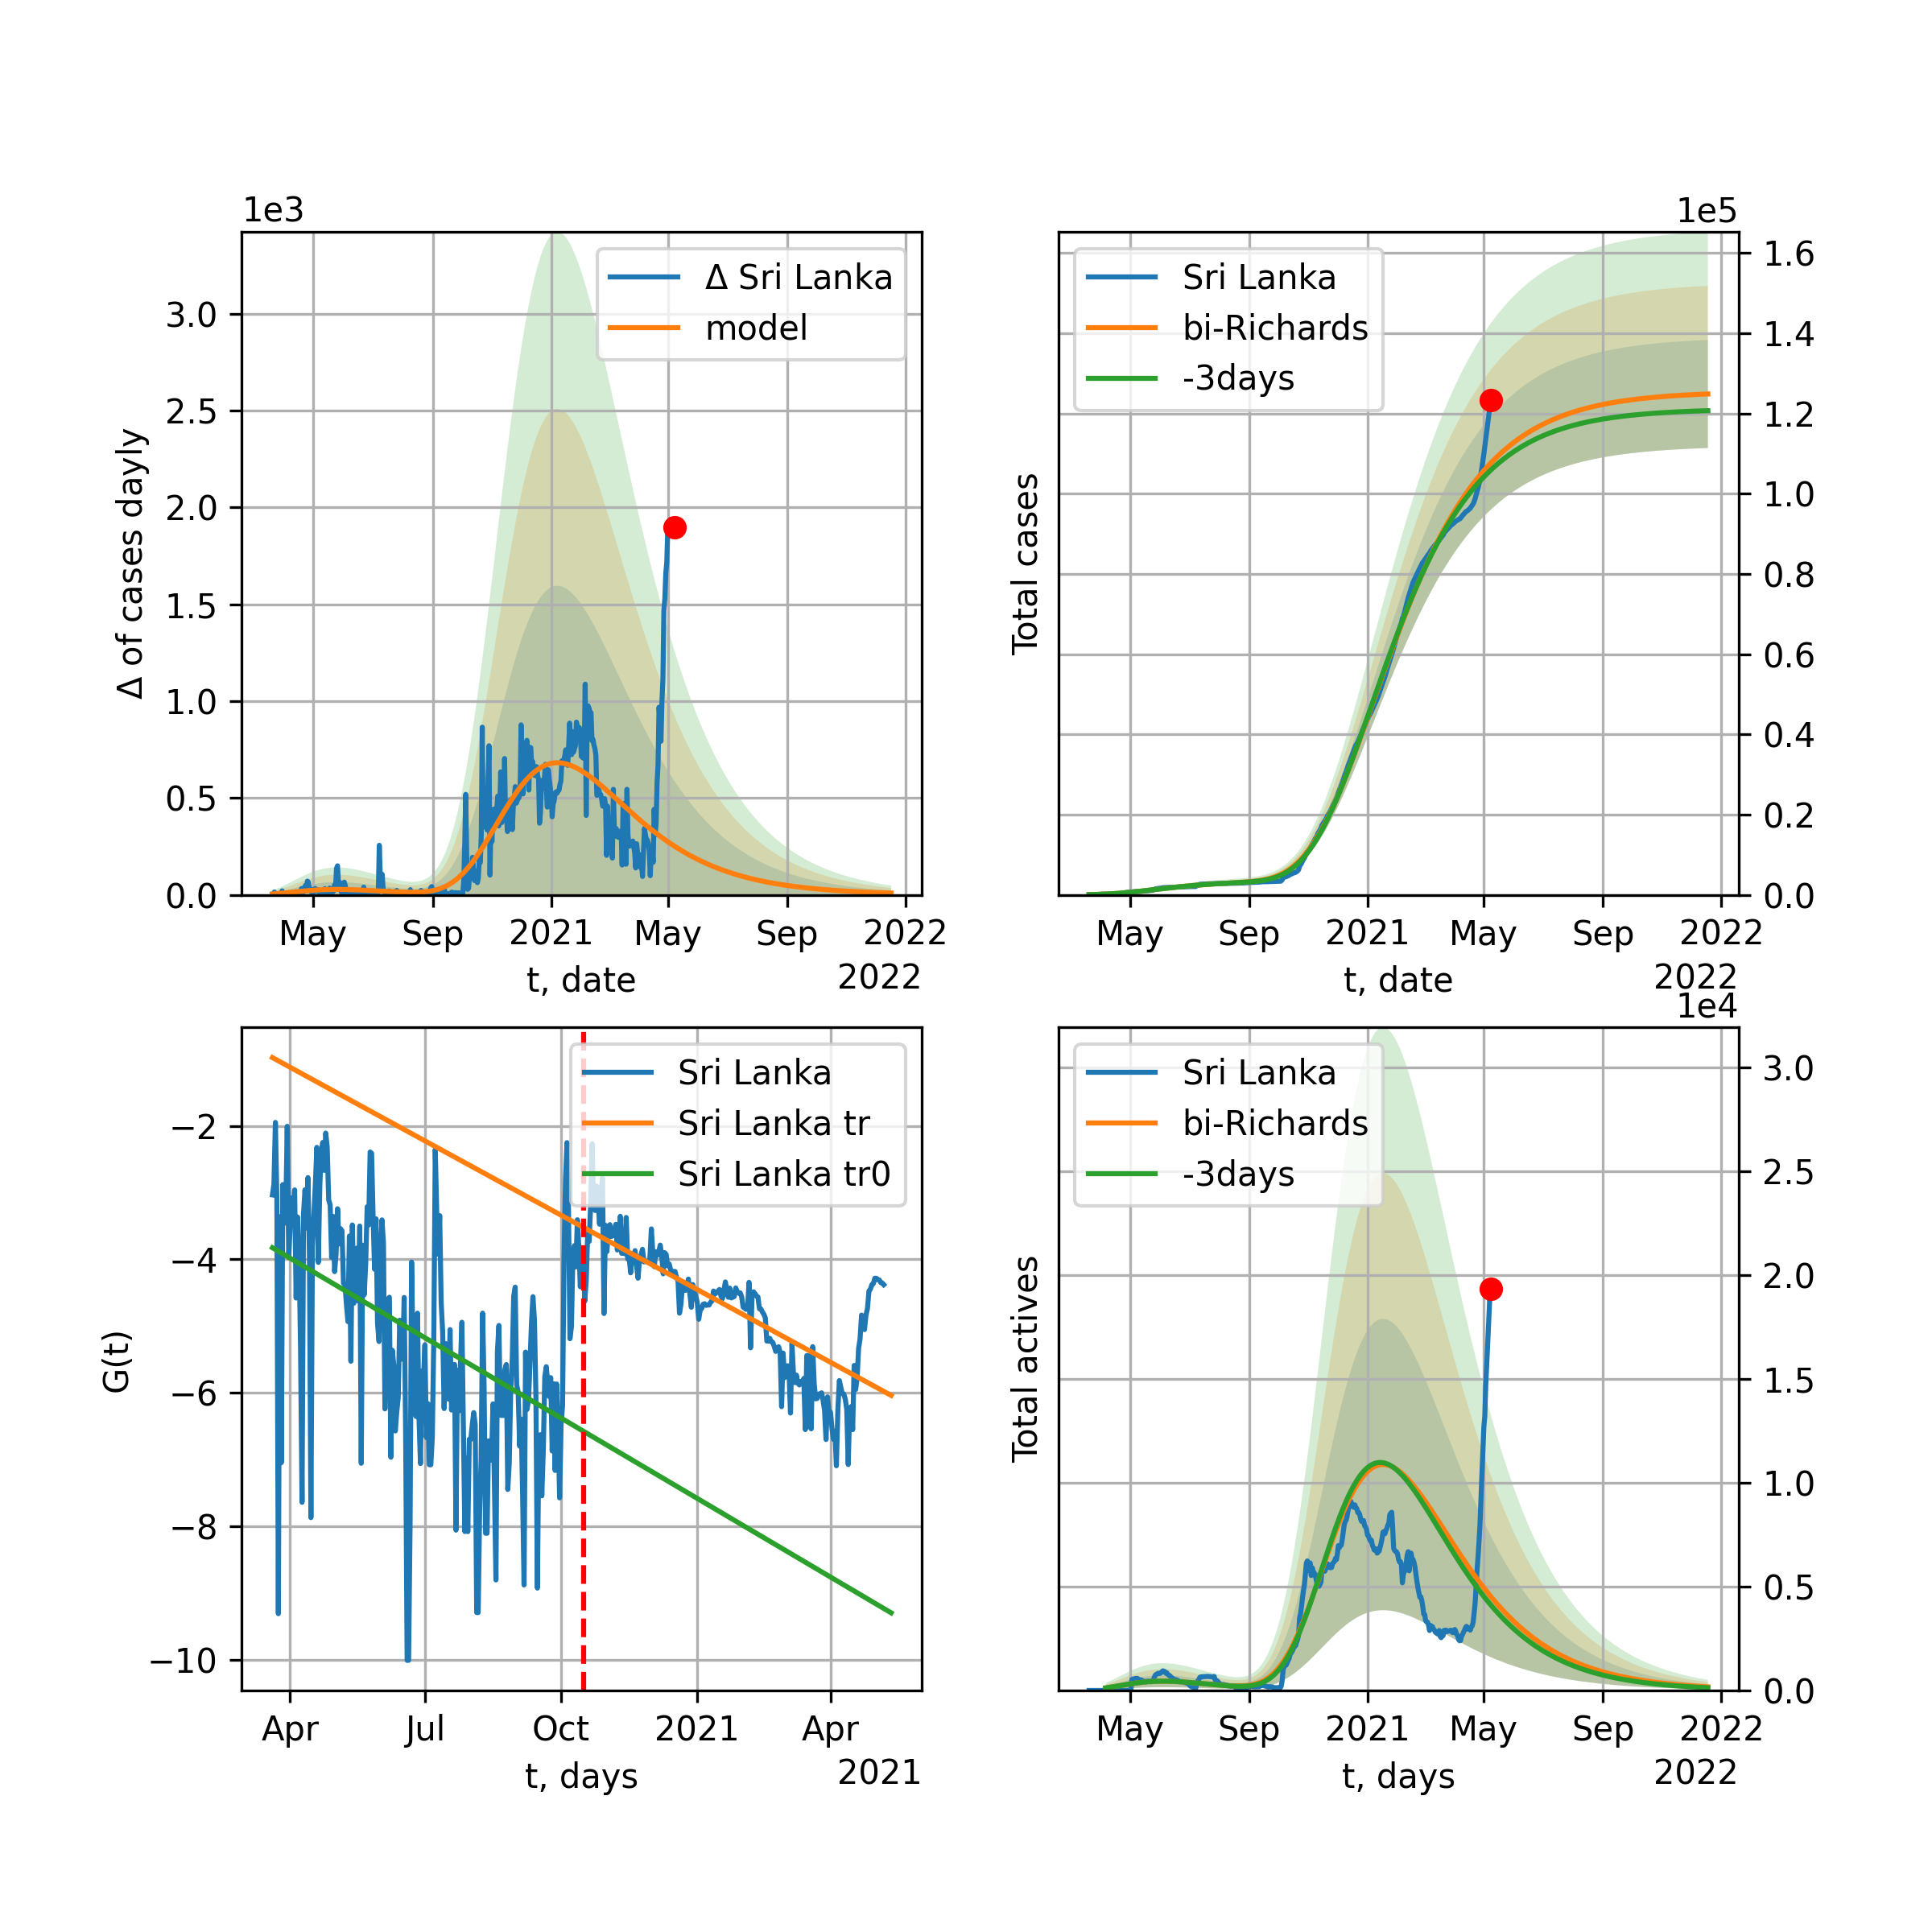 1e3
Δ of cases dayly
3.0
2.5
2.0
1.5
1.0
0.5
0.0
Δ Sri Lanka
model
May Sep 2021 May Sep 2022
t, date
2022
1e5
Total cases
Sri Lanka
bi-Richards
-3days
1.6
1.4
1.2
1.0
0.8
0.6
0.4
0.2
0.0
May Sep 2021 May Sep 2022
t, date
2022
G(t)
−2
−4
−6
−8
−10
Sri Lanka
Sri Lanka tr
Sri Lanka tr0
Apr Jul Oct 2021 Apr
t, days
2021
1e4
Total actives
Sri Lanka
bi-Richards
-3days
3.0
2.5
2.0
1.5
1.0
0.5
0.0
May Sep 2021 May Sep 2022
t, days
2022